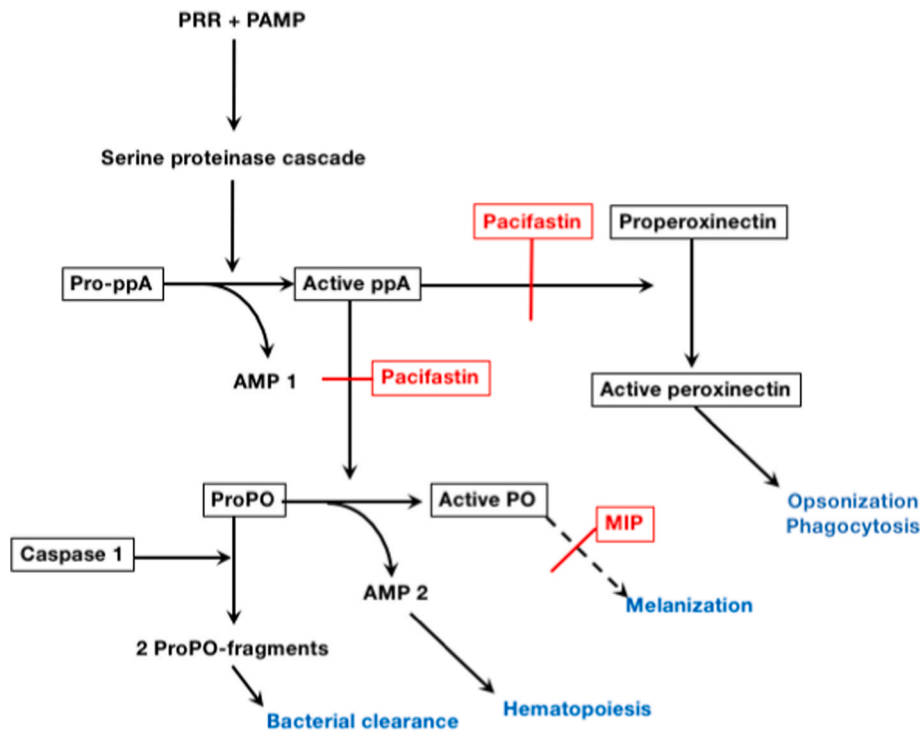 PRR + PAMP
Serine proteinase cascade
Pacifastin
Properoxinectin
Pro-ppA
Active ppA
AMP 1
Pacifastin
Active peroxinectin
ProPO
Active PO
Opsonization
Phagocytosis
MIP
Caspase 1
AMP 2
Melanization
2 ProPO-fragments
Hematopoiesis
Bacterial clearance